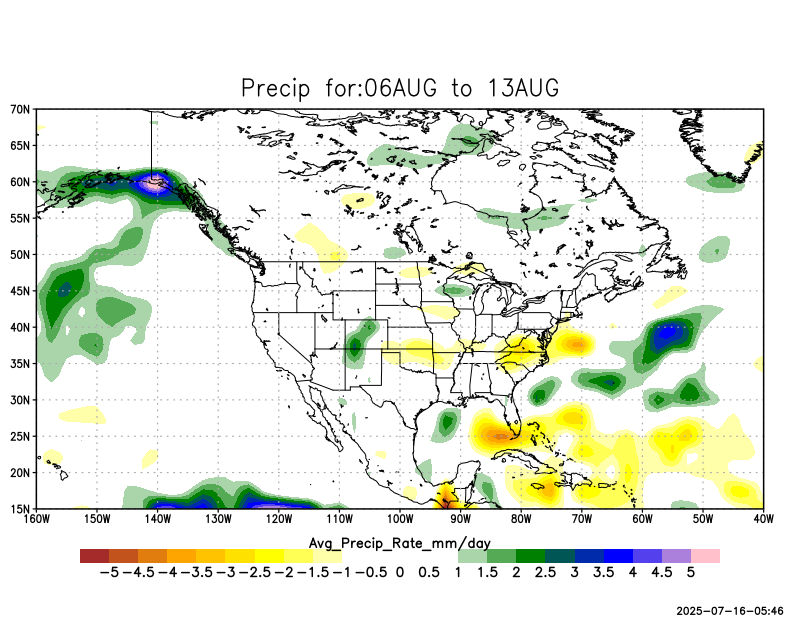 Precip for:06AUG to 13AUG
70N
65N
60N
55N
50N
45N
40N
35N
30N
25N
20N
15N
160W 150W 140W 130W 120W 110W 100W 90W 80W 70W 60W 50W 40W
Avg_Precip_Rate_mm/day
-5 -4.5 -4 -3.5 -3 -2.5 -2 -1.5 -1 -0.5 0 0.5 1 1.5 2 2.5 3 3.5 4 4.5 5
2025-07-16-05:46